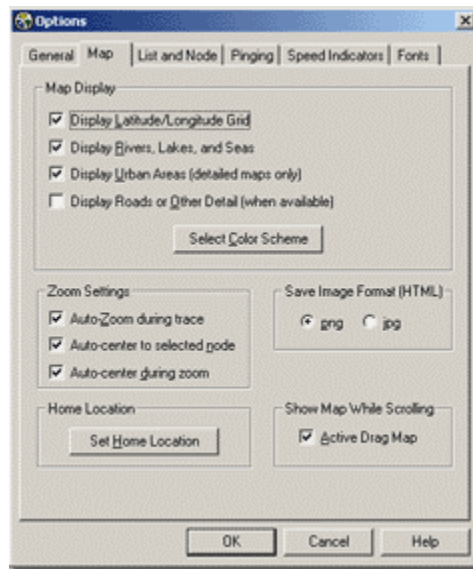 Options
General Map List and Node Pinging Speed Indicators Fonts
Map Display
Display Latitude/Longitude Grid
Display Rivers, Lakes, and Seas
Display Urban Areas (detailed maps only)
Display Roads or Other Detail (when available)
Select Color Scheme
Zoom Settings
Auto-Zoom during trace
Auto-center to selected node
Auto-center during zoom
Save Image Format (HTML)
png jpg
Home Location
Set Home Location
Show Map While Scrolling
Active Drag Map
OK Cancel Help